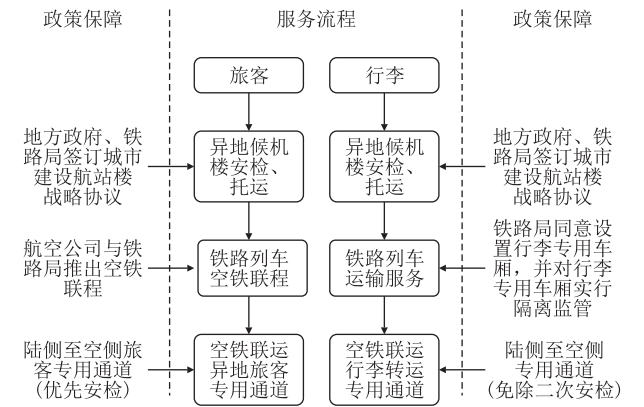 政策保障
服务流程
政策保障
旅客
行李
地方政府、铁
路局签订城市
建设航站楼
战略协议
异地候机
楼安检、
托运
异地候机
楼安检、
托运
地方政府、铁
路局签订城市
建设航站楼
战略协议
航空公司与铁
路局推出空铁
联程
铁路列车
空铁联程
铁路列车
运输服务
铁路局同意设
置行李专用车
厢，并对行李
专用车厢实行
隔离监管
陆侧至空侧旅
客专用通道
(优先安检)
空铁联运
异地旅客
专用通道
空铁联运
行李转运
专用通道
陆侧至空侧
专用通道
(免除二次安检)